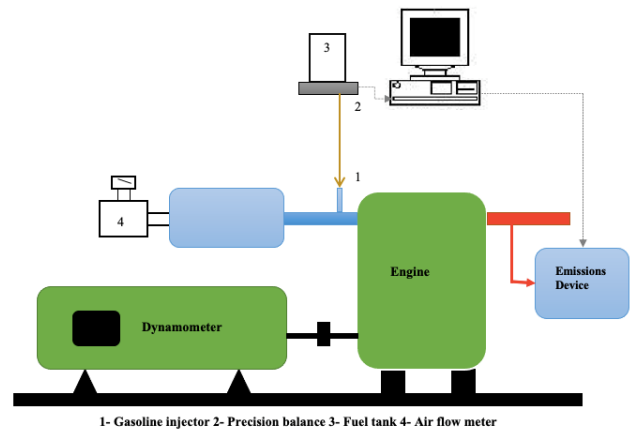 3
2
1
4
Engine
Emissions
Device
Dynamometer
1- Gasoline injector 2- Precision balance 3- Fuel tank 4- Air flow meter